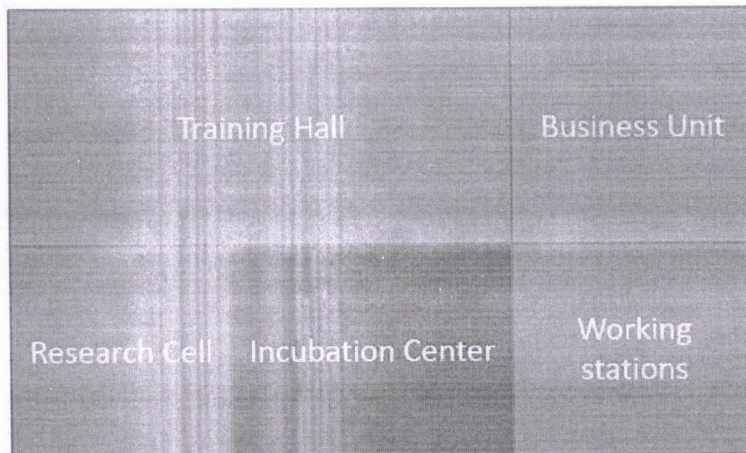 Training Hall
Business Unit
Research Cell
Incubation Center
Working
stations